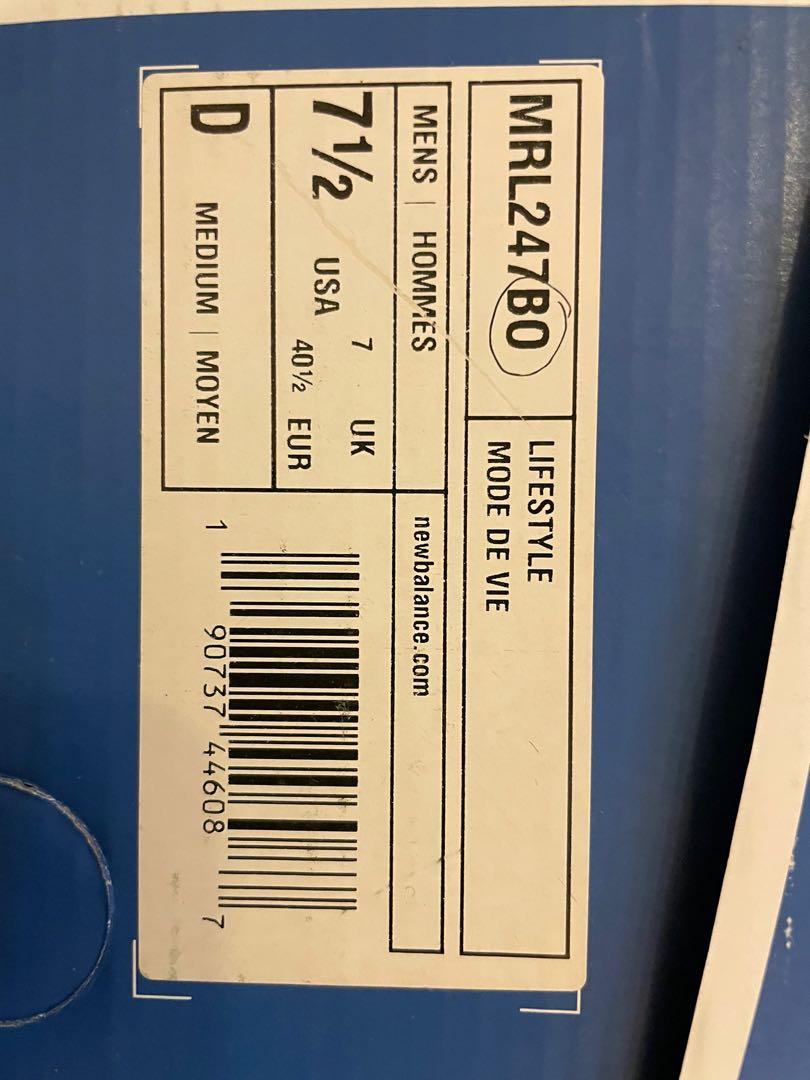 MRL247BO
LIFESTYLE
MODE DE VIE
MENS | HOMMES
newbalance.com
7 UK
7½ USA
40½ EUR
D MEDIUM | MOYEN
1 90737 44608 7